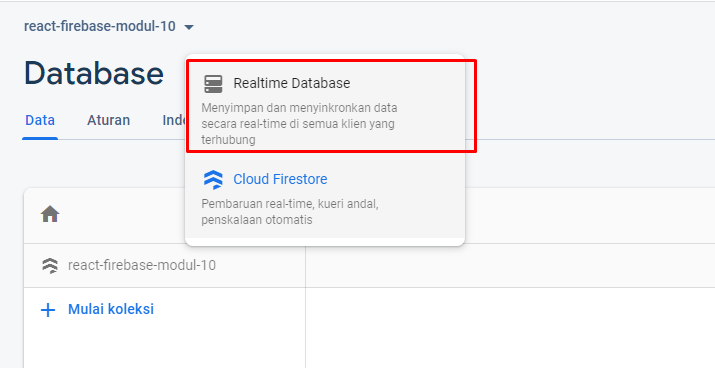 react-firebase-modul-10
Database
Realtime Database
Menyimpan dan menyinkronkan data
secara real-time di semua klien yang
terhubung
Data Aturan
Cloud Firestore
Pembaruan real-time, kueri andal,
penskalaan otomatis
react-firebase-modul-10
Mulai koleksi